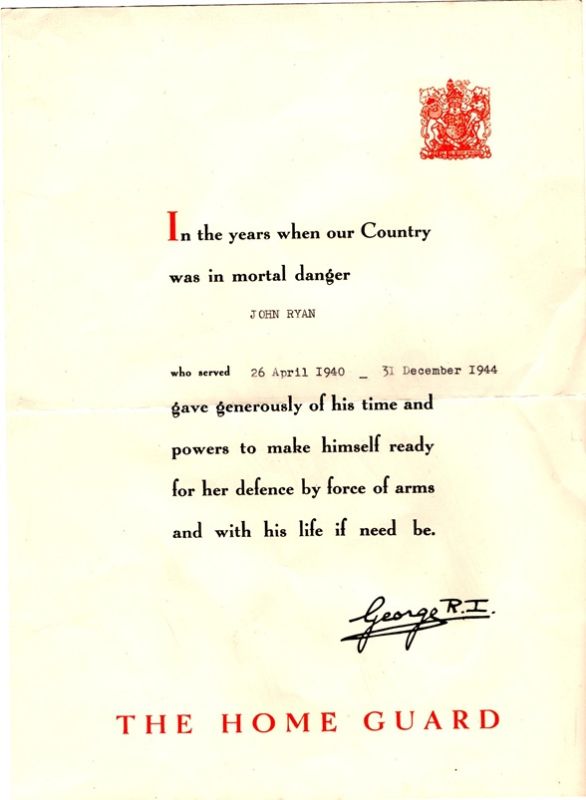 In the years when our Country
was in mortal danger
JOHN RYAN
who served 26 April 1940 _ 31 December 1944
gave generously of his time and
powers to make himself ready
for her defence by force of arms
and with his life if need be.
George R.I.
THE HOME GUARD